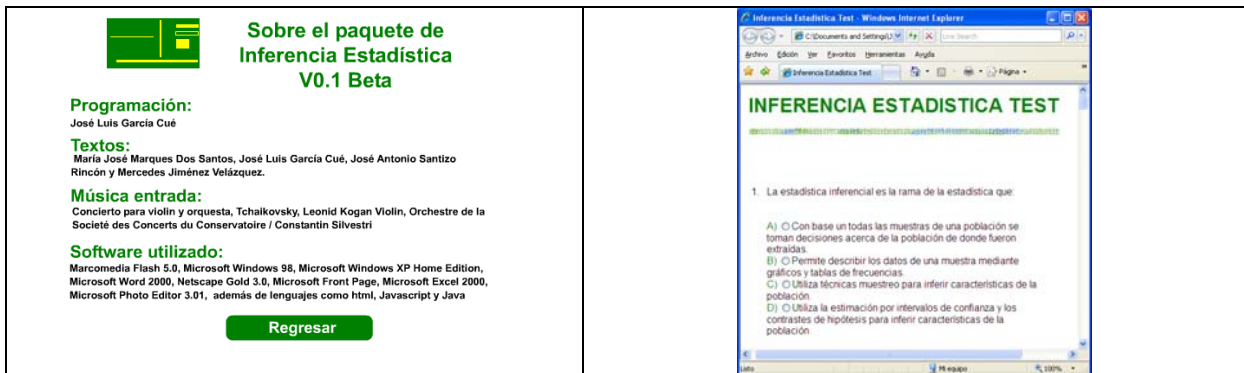 Sobre el paquete de
Inferencia Estadística
V0.1 Beta
Programación:
José Luis García Cué
Textos:
María José Marques Dos Santos, José Luis García Cué, José Antonio Santizo
Rincón y Mercedes Jiménez Velázquez.
Música entrada:
Concierto para violin y orquesta, Tchaikovsky, Leonid Kogan Violin, Orchestre de la
Societé des Concerts du Conservatoire / Constantin Silvestri
Software utilizado:
Marcomedia Flash 5.0, Microsoft Windows 98, Microsoft Windows XP Home Edition,
Microsoft Word 2000, Netscape Gold 3.0, Microsoft Front Page, Microsoft Excel 2000,
Microsoft Photo Editor 3.01, además de lenguajes como html, Javascript y Java
Regresar
Inferencia Estadistica Test - Windows Internet Explorer
C:\Documents and Settings\J
Live Search
Archivo Edición Ver Favoritos Herramientas Ayuda
Inferencia Estadistica Test
Página
INFERENCIA ESTADISTICA TEST
1. La estadística inferencial es la rama de la estadística que:
A) Con base un todas las muestras de una población se
toman decisiones acerca de la población de donde fueron
extraídas.
B) Permite describir los datos de una muestra mediante
gráficos y tablas de frecuencias.
C) Utiliza técnicas muestreo para inferir características de la
población
D) Utiliza la estimación por intervalos de confianza y los
contrastes de hipótesis para inferir características de la
población
Listo
Mi equipo
100%